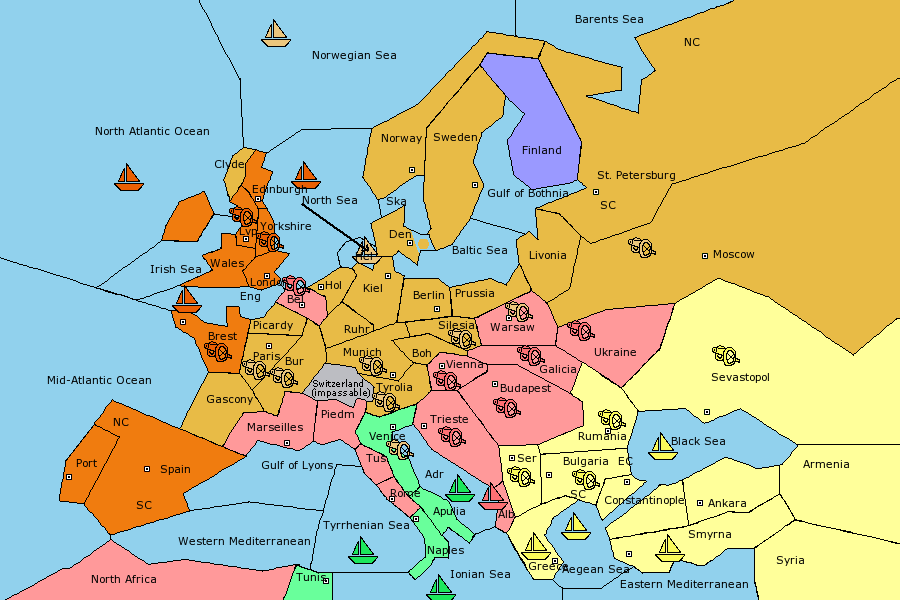 Barents Sea
NC
Norwegian Sea
North Atlantic Ocean
Norway
Sweden
Finland
Clyde
St. Petersburg
Edinburgh
Gulf of Bothnia
North Sea
Ska
SC
Yorkshire
Lvp
Den
Baltic Sea
Livonia
Moscow
Hel
Wales
Irish Sea
London
Hol
Kiel
Berlin
Prussia
Eng
Bel
Picardy
Ruhr
Silesia
Warsaw
Brest
Paris
Munich
Boh
Ukraine
Bur
Vienna
Galicia
Sevastopol
Mid-Atlantic Ocean
Switzerland
(impassable)
Tyrolia
Budapest
Gascony
Piedm
NC
Marseilles
Trieste
Venice
Rumania
Black Sea
Port
Spain
Gulf of Lyons
Tus
Ser
Bulgaria
EC
Armenia
Adr
SC
Rome
SC
Constantinople
Ankara
Apulia
Alb
Tyrrhenian Sea
Smyrna
Western Mediterranean
Naples
Greece
Aegean Sea
Syria
North Africa
Tunis
Ionian Sea
Eastern Mediterranean